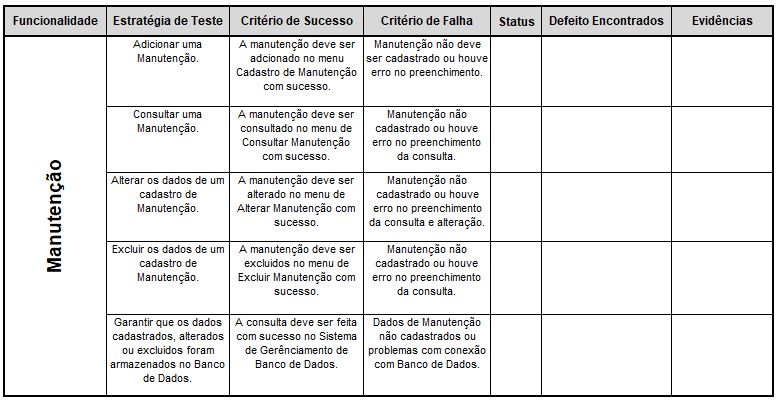 Funcionalidade Estratégia de Teste Critério de Sucesso Critério de Falha Status Defeito Encontrados Evidências
Manutenção
Adicionar uma
Manutenção.
A manutenção deve ser
adcionado no menu
Cadastro de Manutenção
com sucesso.
Manutenção não deve
ser cadastrado ou houve
erro no preenchimento.
Consultar uma
Manutenção.
A manutenção deve ser
consultado no menu de
Consultar Manutenção
com sucesso.
Manutenção não
cadastrado ou houve
erro no preenchimento
da consulta.
Alterar os dados de um
cadastro de
Manutenção.
A manutenção deve ser
alterado no menu de
Alterar Manutenção com
sucesso.
Manutenção não
cadastrado ou houve
erro no preenchimento
da consulta e alteração.
Excluir os dados de um
cadastro de
Manutenção.
A manutenção deve ser
excluidos no menu de
Excluir Manutenção com
sucesso.
Manutenção não
cadastrado ou houve
erro no preenchimento
da consulta.
Garantir que os dados
cadastrados, alterados
ou excluidos foram
armazenados no Banco
de Dados.
A consulta deve ser feita
com sucesso no Sistema
de Gerênciamento de
Banco de Dados.
Dados de Manutenção
não cadastrados ou
problemas com conexão
com Banco de Dados.